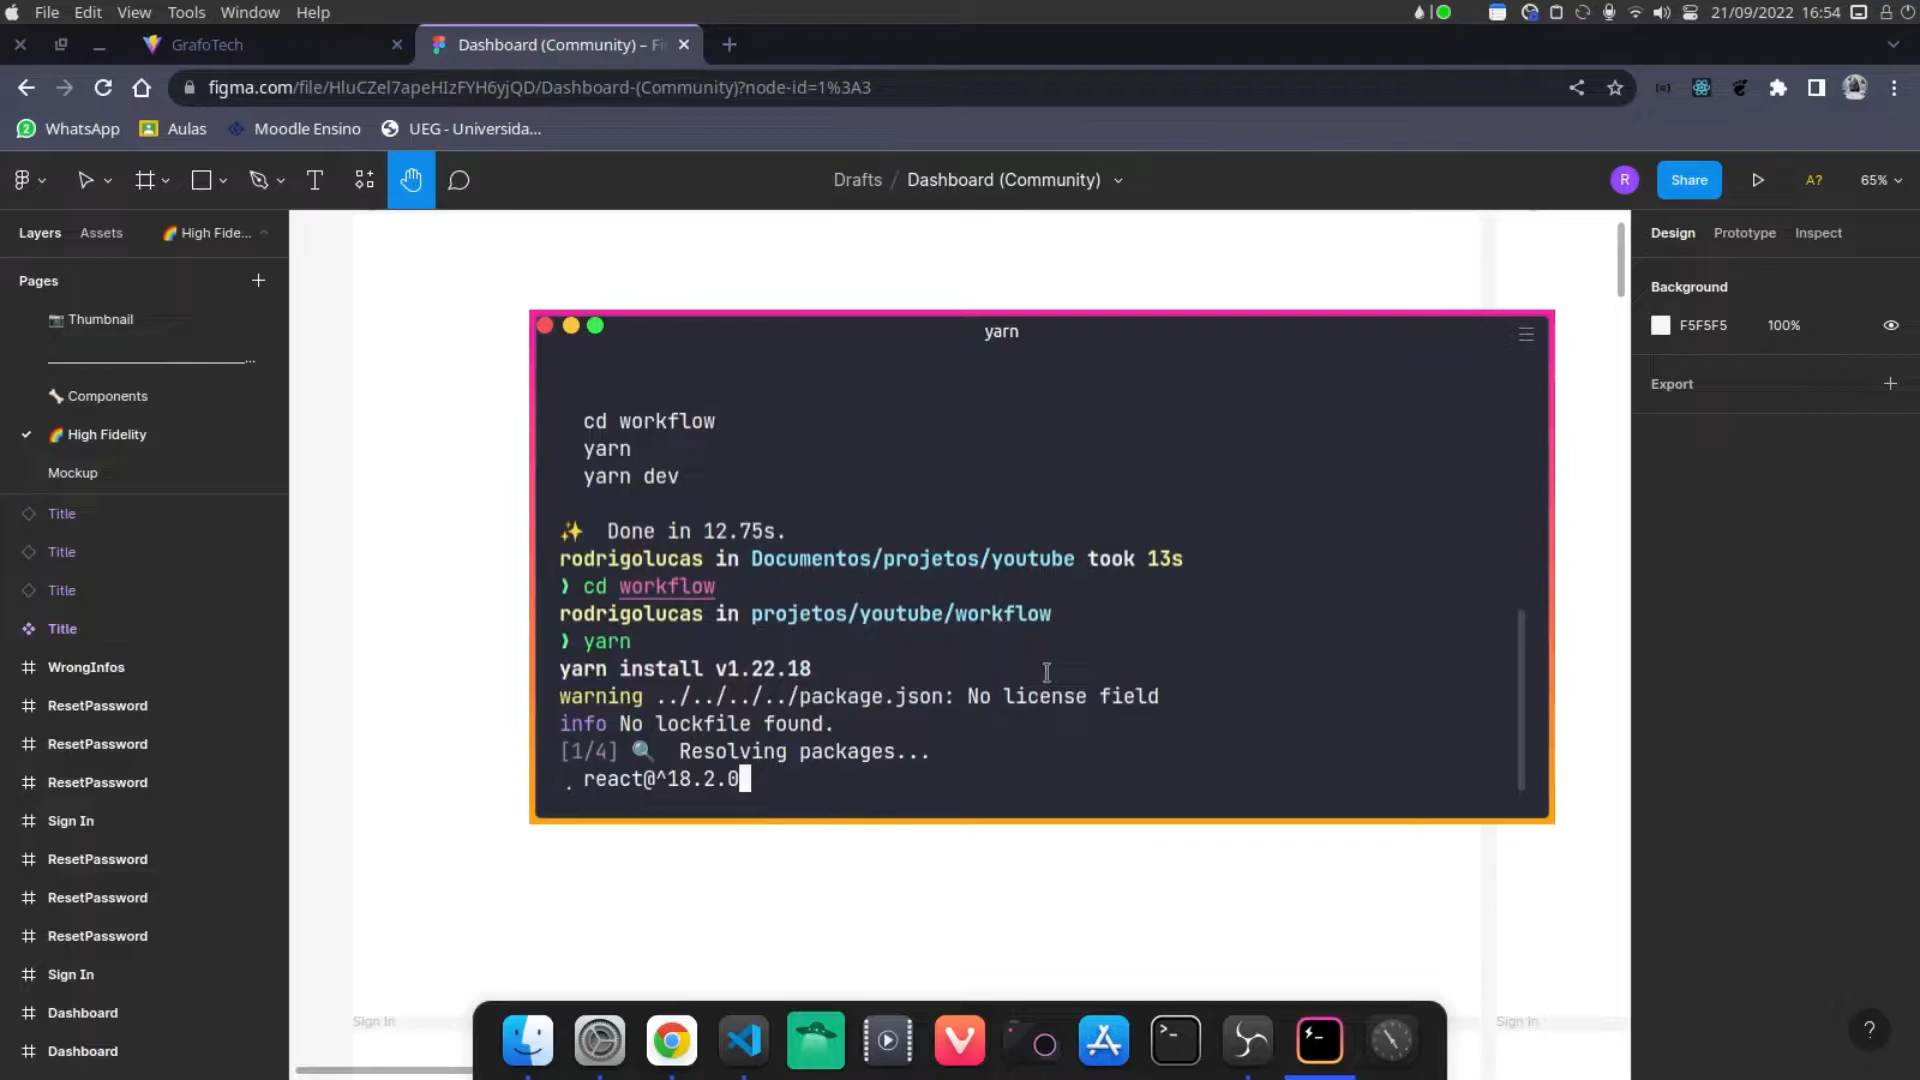 File Edit View Tools Window Help
21/09/2022 16:54
GrafoTech
Dashboard (Community) – Fi
figma.com/file/HluCZel7apeHIzFYH6yjQD/Dashboard-(Community)?node-id=1%3A3
WhatsApp Aulas Moodle Ensino UEG - Universida...
Drafts / Dashboard (Community)
R Share A? 65%
Layers Assets 🌈 High Fide...
Pages
📷 Thumbnail
🦴 Components
🌈 High Fidelity
Mockup
Title
Title
Title
Title
WrongInfos
ResetPassword
ResetPassword
ResetPassword
Sign In
ResetPassword
ResetPassword
ResetPassword
Sign In
Dashboard
Dashboard
yarn
cd workflow
yarn
yarn dev
✨ Done in 12.75s.
rodrigolucas in Documentos/projetos/youtube took 13s
❯ cd workflow
rodrigolucas in projetos/youtube/workflow
❯ yarn
yarn install v1.22.18
warning ../../../../package.json: No license field
info No lockfile found.
[1/4] 🔍 Resolving packages...
react@^18.2.0
Sign In
Sign In
Design Prototype Inspect
Background
F5F5F5 100%
Export
?